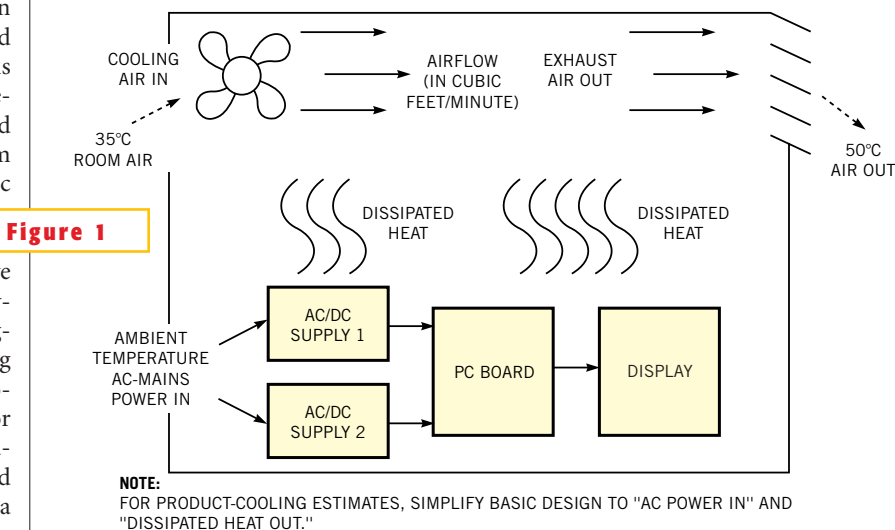 n
d
ns
e-
d
m
c
Figure 1
e
-
g-
g
-
or
-
d
a
COOLING
AIR IN
35°C
ROOM AIR
AIRFLOW
(IN CUBIC
FEET/MINUTE)
EXHAUST
AIR OUT
50°C
AIR OUT
DISSIPATED
HEAT
DISSIPATED
HEAT
AMBIENT
TEMPERATURE
AC-MAINS
POWER IN
AC/DC
SUPPLY 1
AC/DC
SUPPLY 2
PC BOARD
DISPLAY
NOTE:
FOR PRODUCT-COOLING ESTIMATES, SIMPLIFY BASIC DESIGN TO "AC POWER IN" AND
"DISSIPATED HEAT OUT."